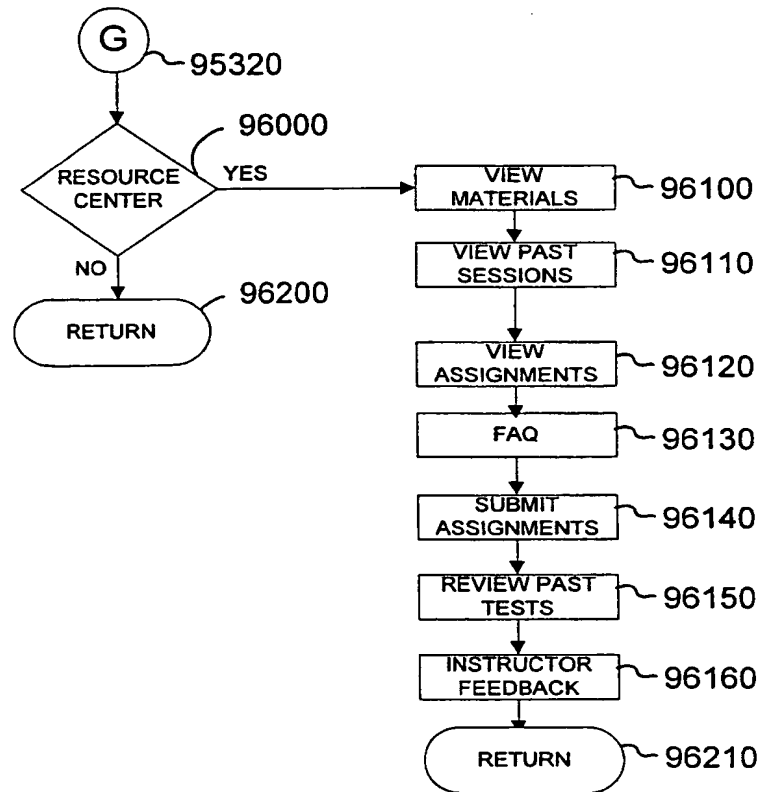 G
95320
96000
RESOURCE
CENTER
YES
NO
96200
RETURN
VIEW
MATERIALS
96100
VIEW PAST
SESSIONS
96110
VIEW
ASSIGNMENTS
96120
FAQ
96130
SUBMIT
ASSIGNMENTS
96140
REVIEW PAST
TESTS
96150
INSTRUCTOR
FEEDBACK
96160
RETURN
96210